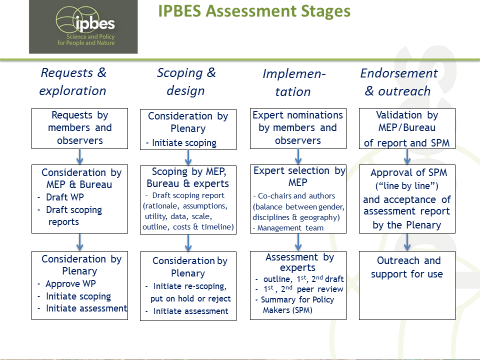 ipbes
Science and Policy
for People and Nature
IPBES Assessment Stages
Requests &
exploration
Requests by
members and
observers
Consideration by
MEP & Bureau
– Draft WP
– Draft scoping
reports
Consideration by
Plenary
– Approve WP
– Initiate scoping
– Initiate assessment
Scoping &
design
Consideration by
Plenary
- Initiate scoping
Scoping by MEP,
Bureau & experts
– Draft scoping report
(rationale, assumptions,
utility, data, scale,
outline, costs & timeline)
Consideration by
Plenary
– Initiate re-scoping,
put on hold or reject
– Initiate assessment
Implemen-
tation
Expert nominations
by members and
observers
Expert selection by
MEP
– Co-chairs and authors
(balance between gender,
disciplines & geography)
– Management team
Assessment by
experts
– outline, 1st, 2nd draft
– 1st , 2nd peer review
– Summary for Policy
Makers (SPM)
Endorsement
& outreach
Validation by
MEP/Bureau
of report and SPM
Approval of SPM
(“line by line”)
and acceptance of
assessment report
by the Plenary
Outreach and
support for use